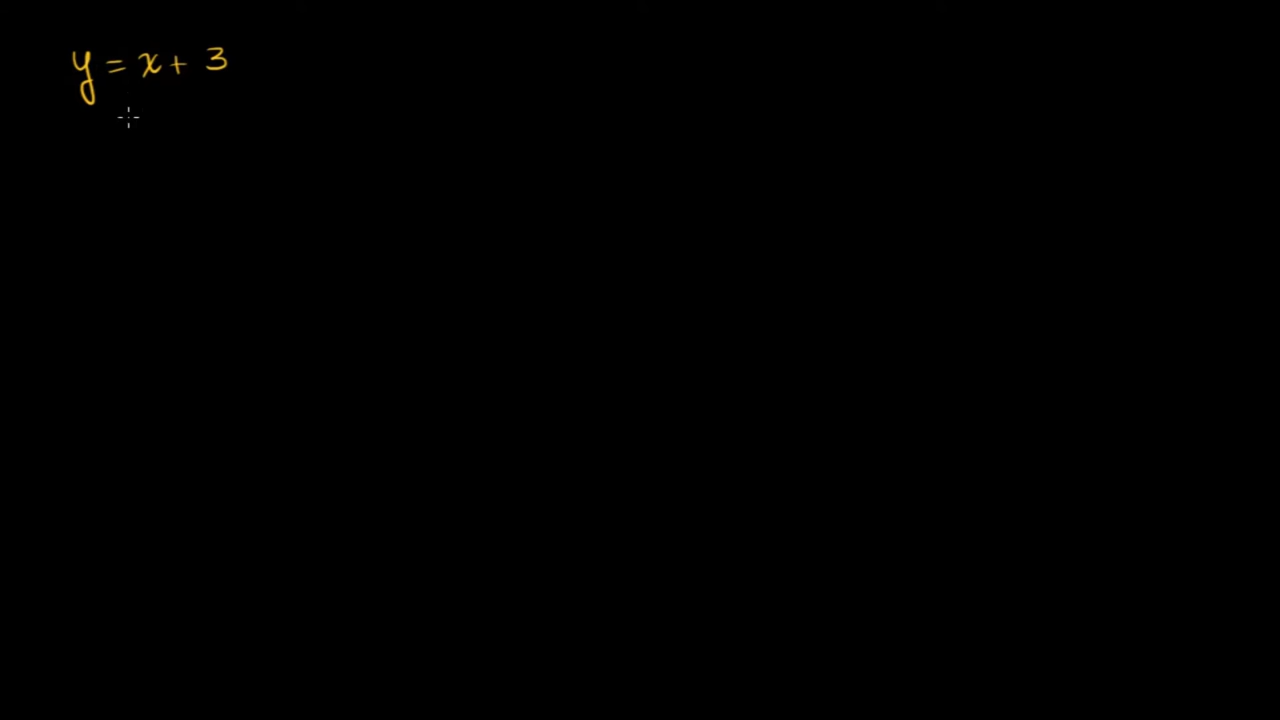 y = x + 3